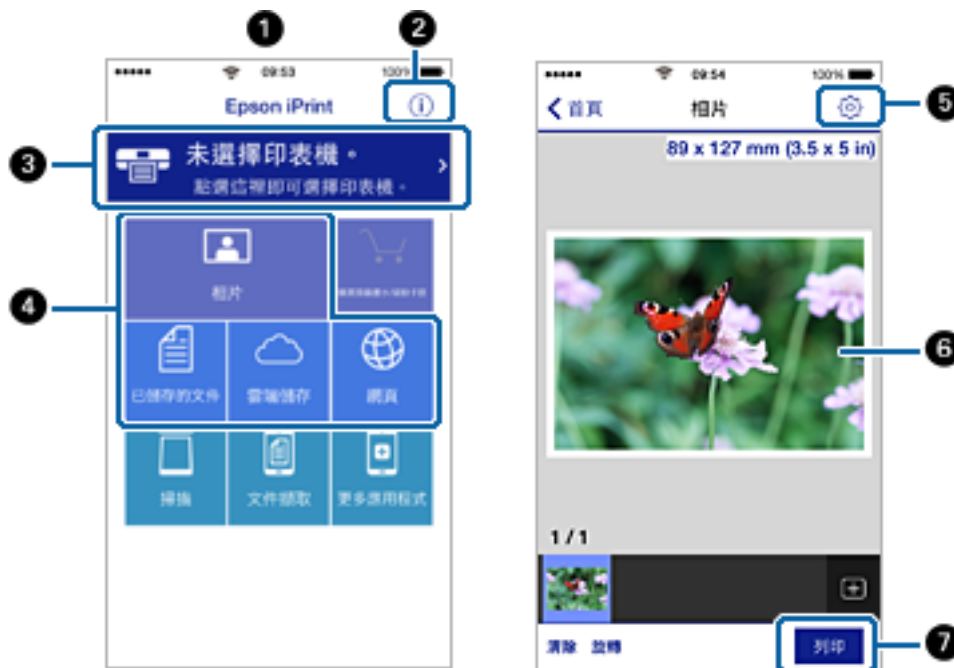 1
2
09:53
100%
Epson iPrint
3
未選擇印表機。
點選這裡即可選擇印表機。
4
相片
已儲存的文件
雲端儲存
網頁
掃描
文件擷取
更多應用程式
09:54
100%
首頁
相片
5
89 x 127 mm (3.5 x 5 in)
6
1 / 1
清除
旋轉
列印
7